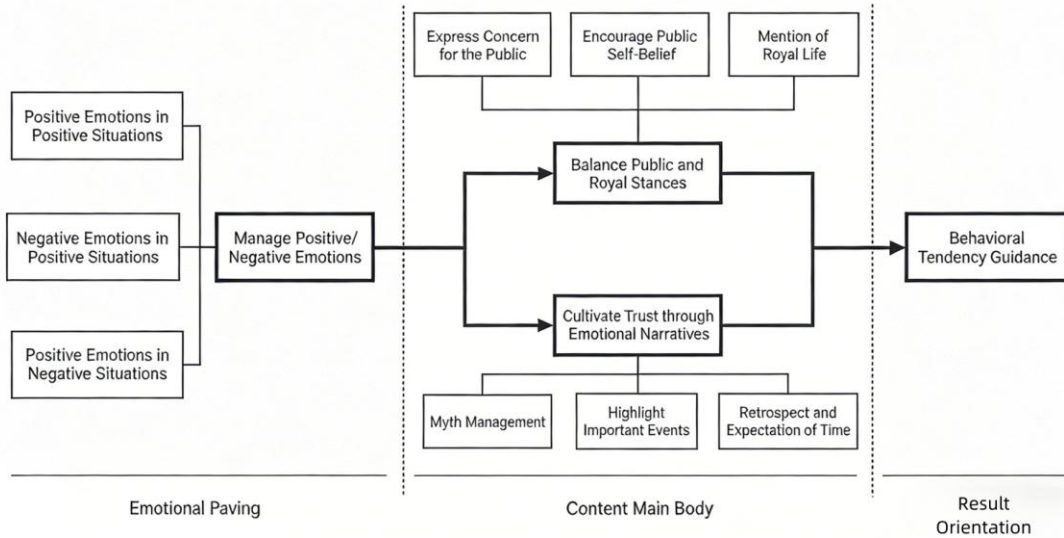 Express Concern
for the Public
Encourage Public
Self-Belief
Mention of
Royal Life
Positive Emotions in
Positive Situations
Balance Public and
Royal Stances
Negative Emotions in
Positive Situations
Manage Positive/
Negative Emotions
Behavioral
Tendency Guidance
Cultivate Trust through
Emotional Narratives
Positive Emotions in
Negative Situations
Myth Management
Highlight
Important Events
Retrospect and
Expectation of Time
Emotional Paving
Content Main Body
Result
Orientation